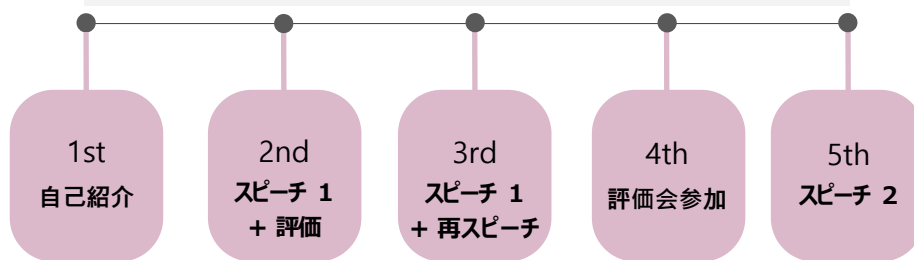 1st
自己紹介
2nd
スピーチ 1
+ 評価
3rd
スピーチ 1
+ 再スピーチ
4th
評価会参加
5th
スピーチ 2